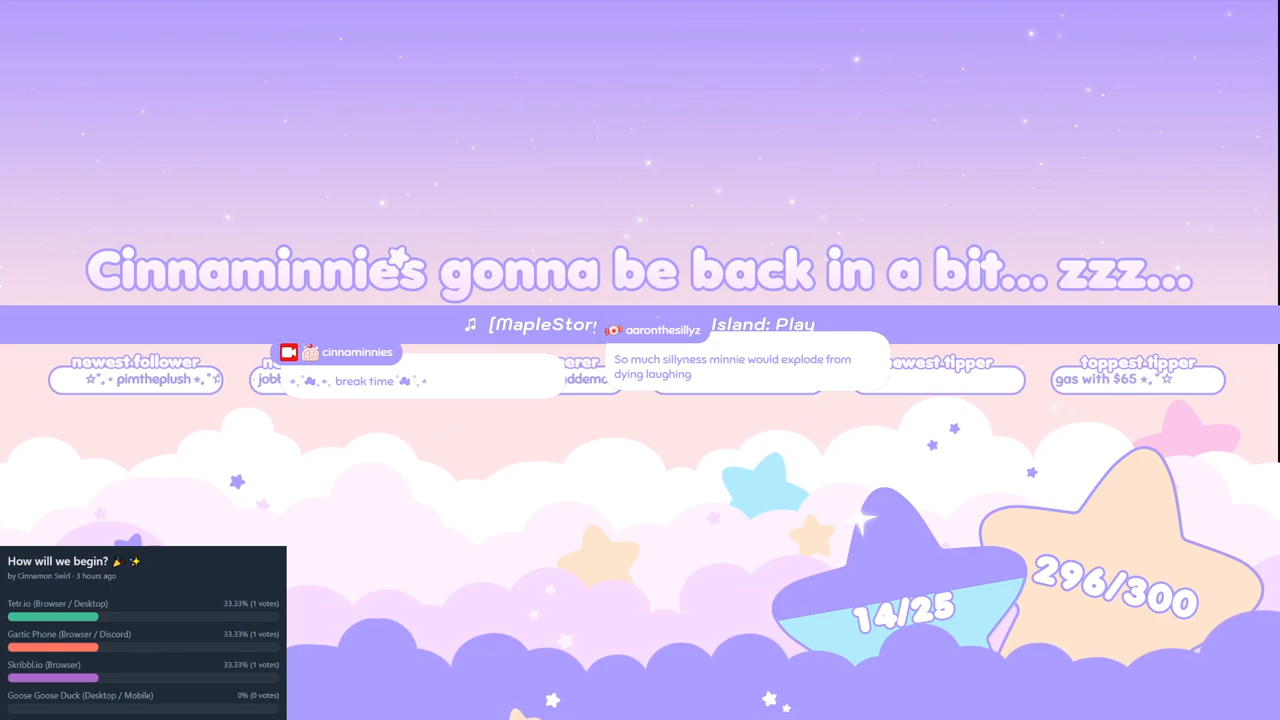 Cinnaminnies gonna be back in a bit... zzz...
♫ [MapleStor Island: Play
aaronthesillyz
So much sillyness minnie would explode from
dying laughing
cinnaminnies
⋆｡˚☁｡⋆｡ break time˚☁˚｡⋆
newest follower
☆˚｡⋆ pimtheplush ⋆｡˚☆
toppest tipper
gas with $65 ⋆｡˚☆
14/25
296/300
How will we begin? 🎉 ✨
by Cinnamon Swirl · 3 hours ago
Tetr.io (Browser / Desktop) 33.33% (1 votes)
Gartic Phone (Browser / Discord) 33.33% (1 votes)
Skribbl.io (Browser) 33.33% (1 votes)
Goose Goose Duck (Desktop / Mobile) 0% (0 votes)